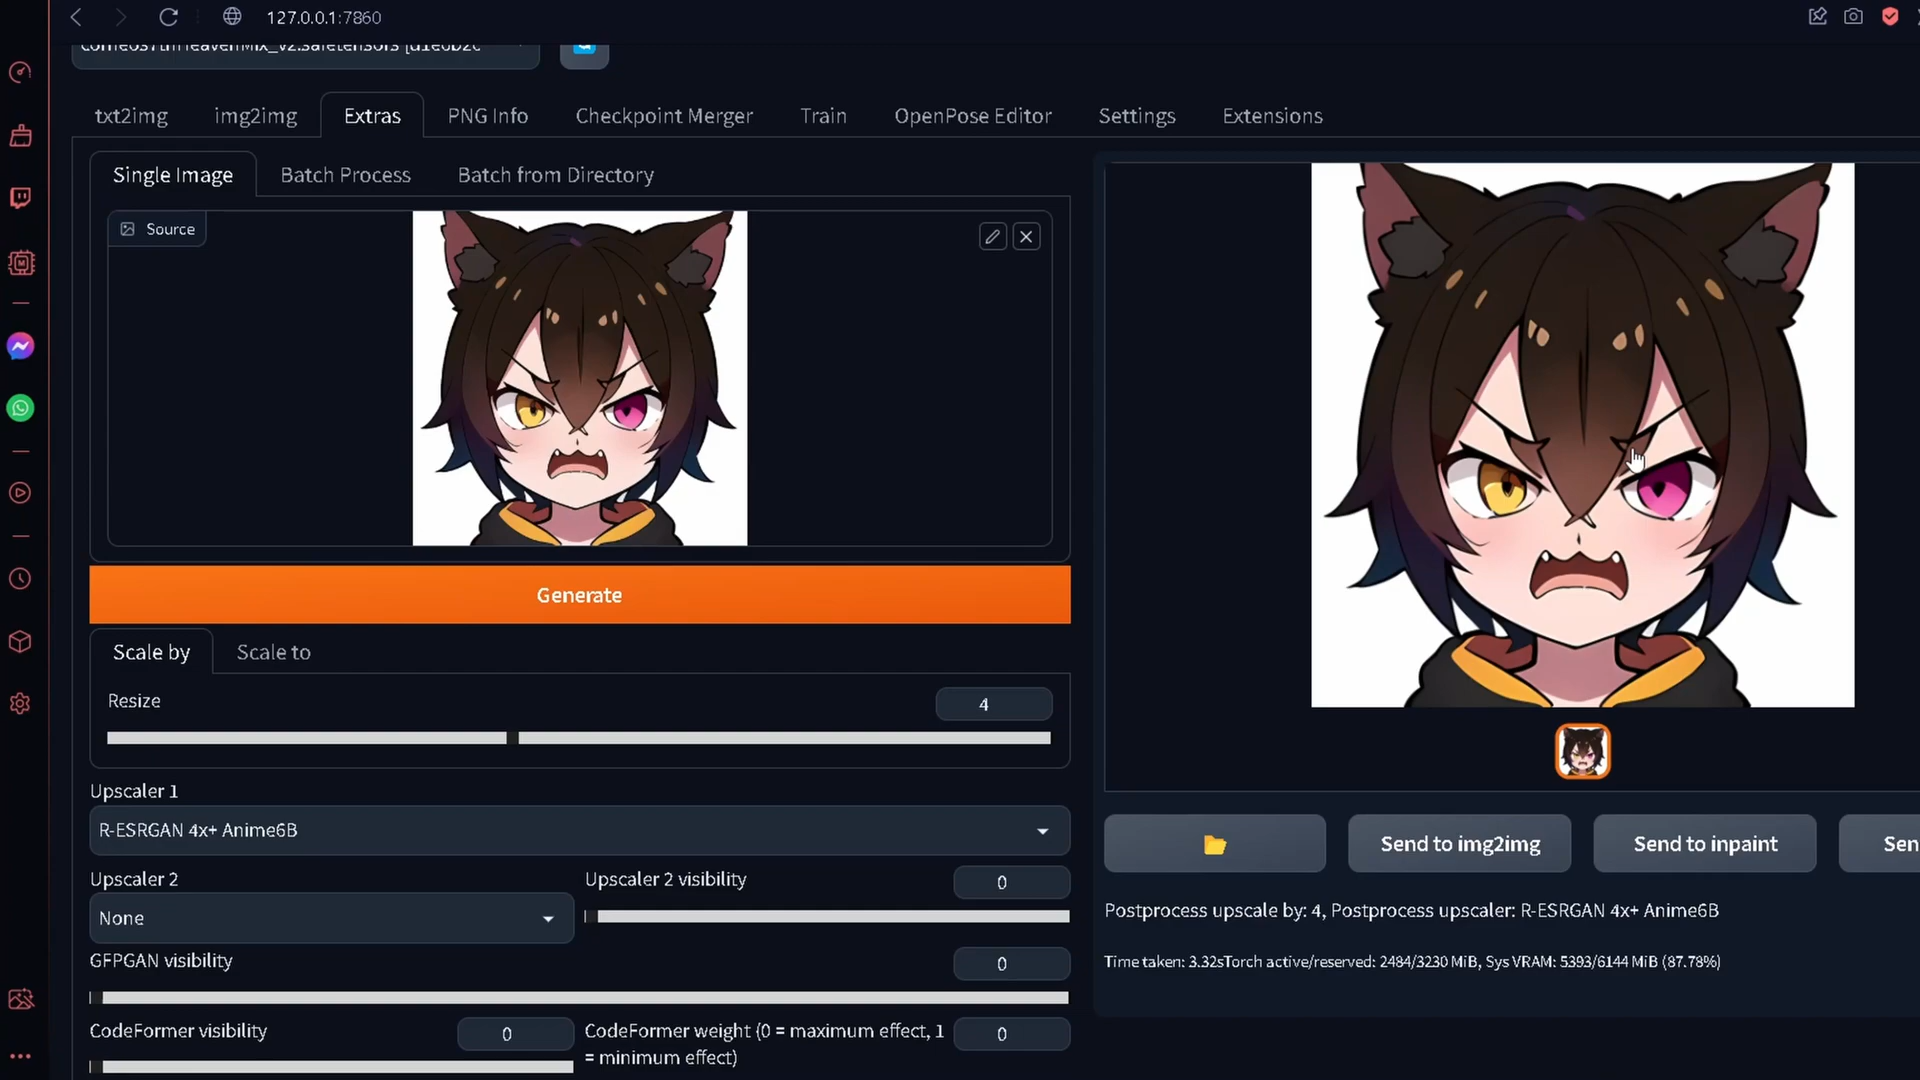 127.0.0.1:7860
txt2img
img2img
Extras
PNG Info
Checkpoint Merger
Train
OpenPose Editor
Settings
Extensions
Single Image
Batch Process
Batch from Directory
Source
Generate
Scale by
Scale to
Resize
4
Upscaler 1
R-ESRGAN 4x+ Anime6B
Upscaler 2
Upscaler 2 visibility
0
None
GFPGAN visibility
0
CodeFormer visibility
0
CodeFormer weight (0 = maximum effect, 1
= minimum effect)
0
Send to img2img
Send to inpaint
Sen
Postprocess upscale by: 4, Postprocess upscaler: R-ESRGAN 4x+ Anime6B
Time taken: 3.32sTorch active/reserved: 2484/3230 MiB, Sys VRAM: 5393/6144 MiB (87.78%)